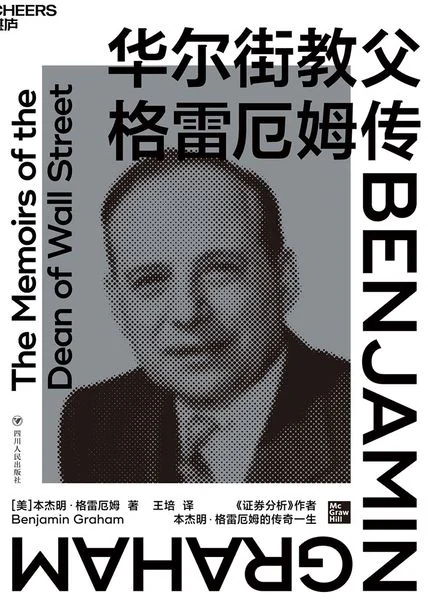 CHEERS
湛庐
华尔街教父
格雷厄姆传
The Memoirs of the
Dean of Wall Street
BENJAMIN
GRAHAM
四川人民出版社
[美]本杰明·格雷厄姆 著 王培 译
Benjamin Graham
《证券分析》作者
本杰明·格雷厄姆的传奇一生
Mc
Graw
Hill